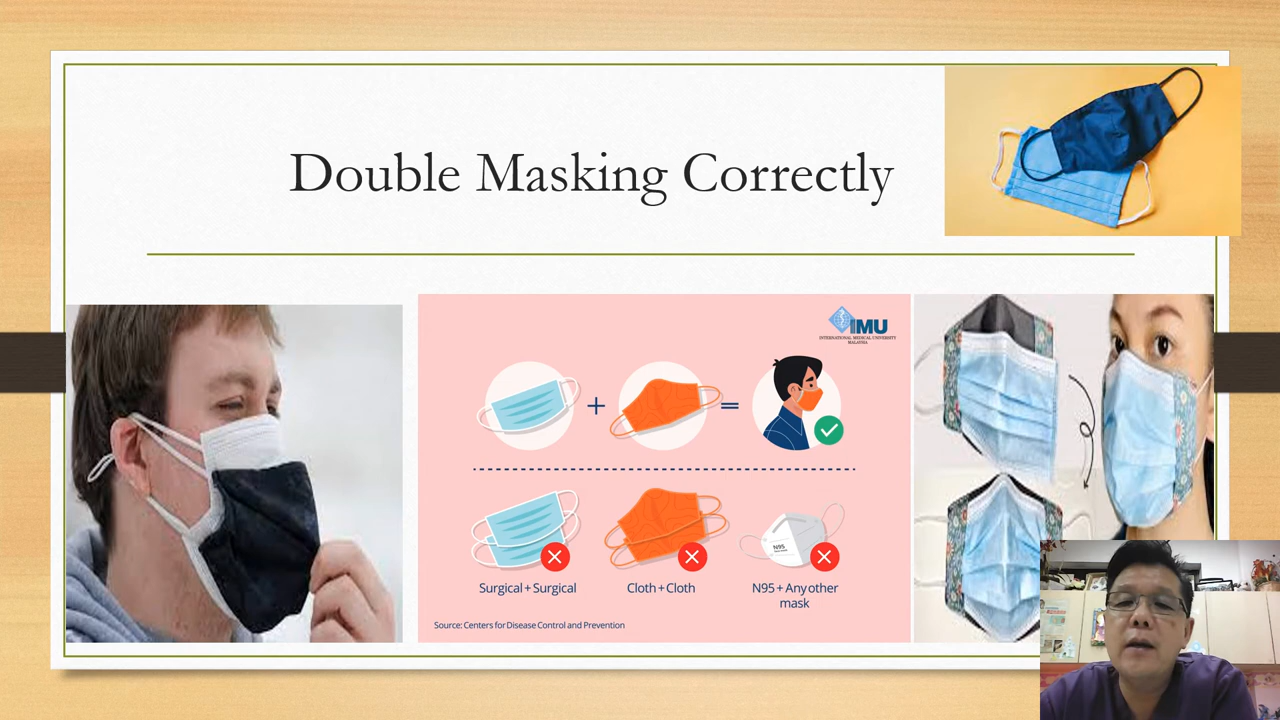 Double Masking Correctly
IMU
INTERNATIONAL MEDICAL UNIVERSITY
MALAYSIA
+
=
Surgical + Surgical
Cloth + Cloth
N95
N95 + Any other
mask
Source: Centers for Disease Control and Prevention